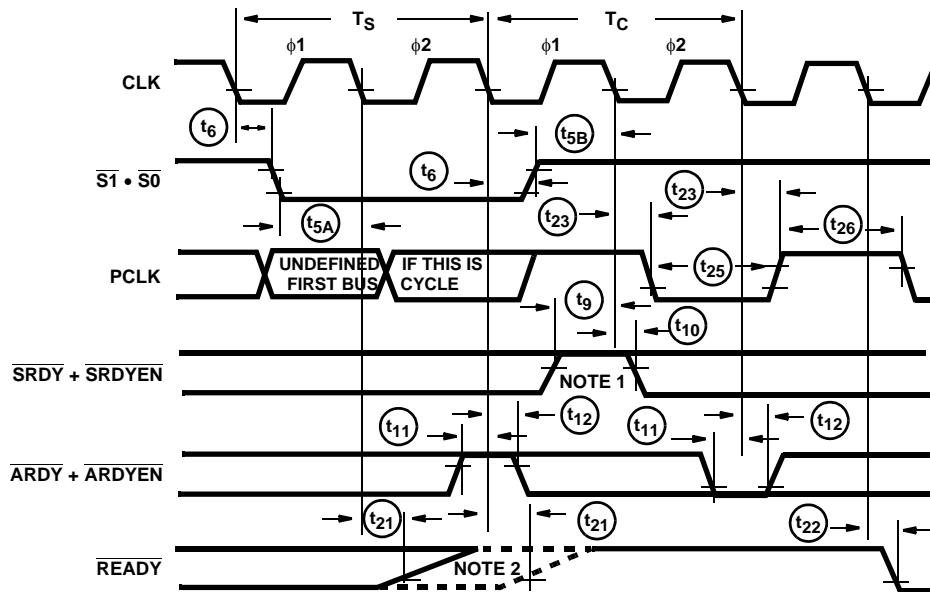 T_S T_C
ϕ1 ϕ2 ϕ1 ϕ2
CLK
t6 t5B
S1 • S0 t6
t23 t23
t5A t26
PCLK UNDEFINED IF THIS IS t25
FIRST BUS CYCLE
t9
t10
SRDY + SRDYEN NOTE 1
t11 t12 t11 t12
ARDY + ARDYEN
t21 t21 t22
READY NOTE 2